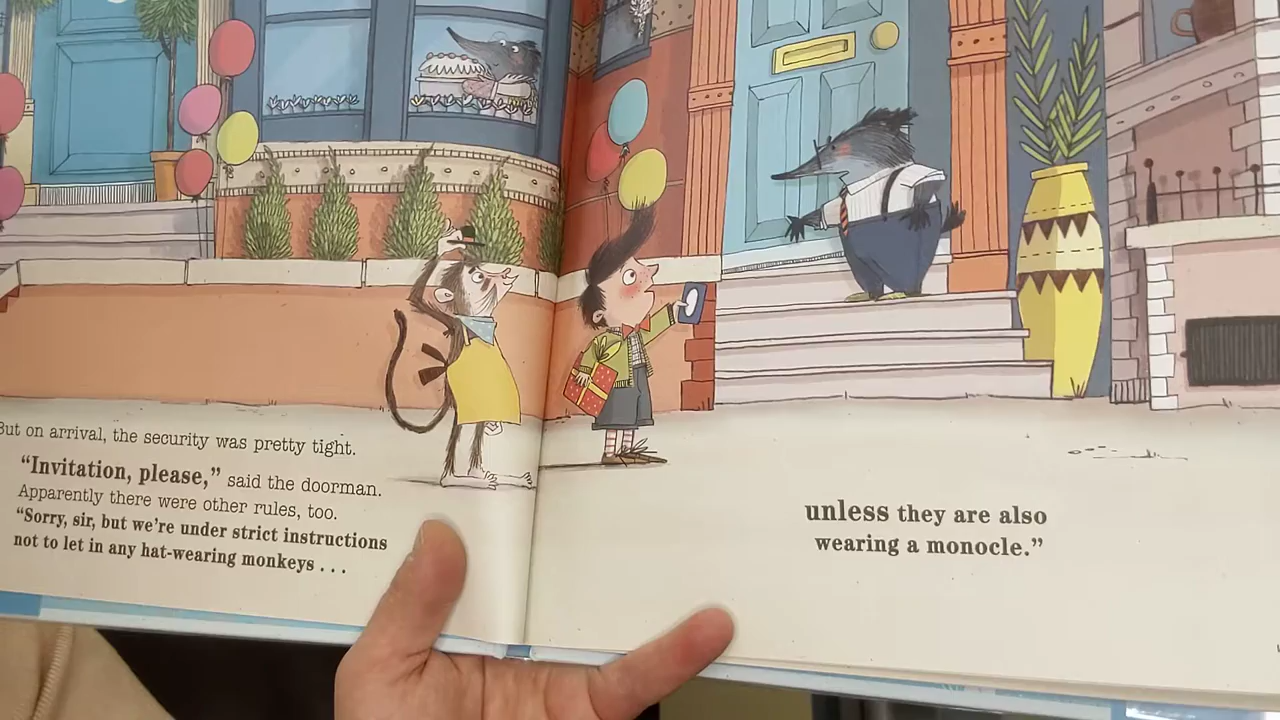 But on arrival, the security was pretty tight.
“Invitation, please,” said the doorman.
Apparently there were other rules, too.
“Sorry, sir, but we’re under strict instructions
not to let in any hat-wearing monkeys . . .
unless they are also
wearing a monocle.”